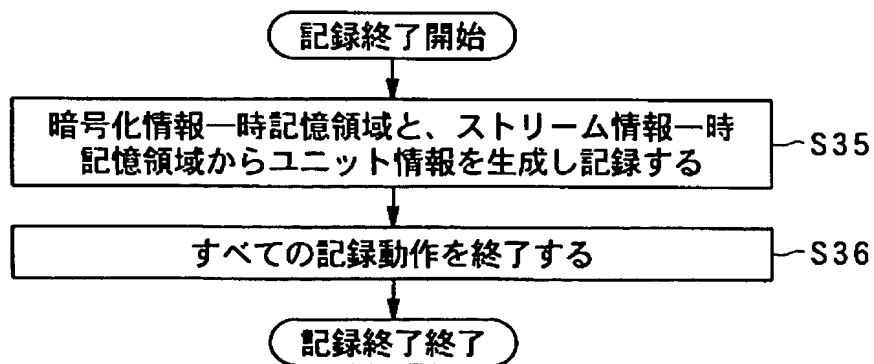 記録終了開始
暗号化情報一時記憶領域と、ストリーム情報一時
記憶領域からユニット情報を生成し記録する
S35
すべての記録動作を終了する
S36
記録終了終了